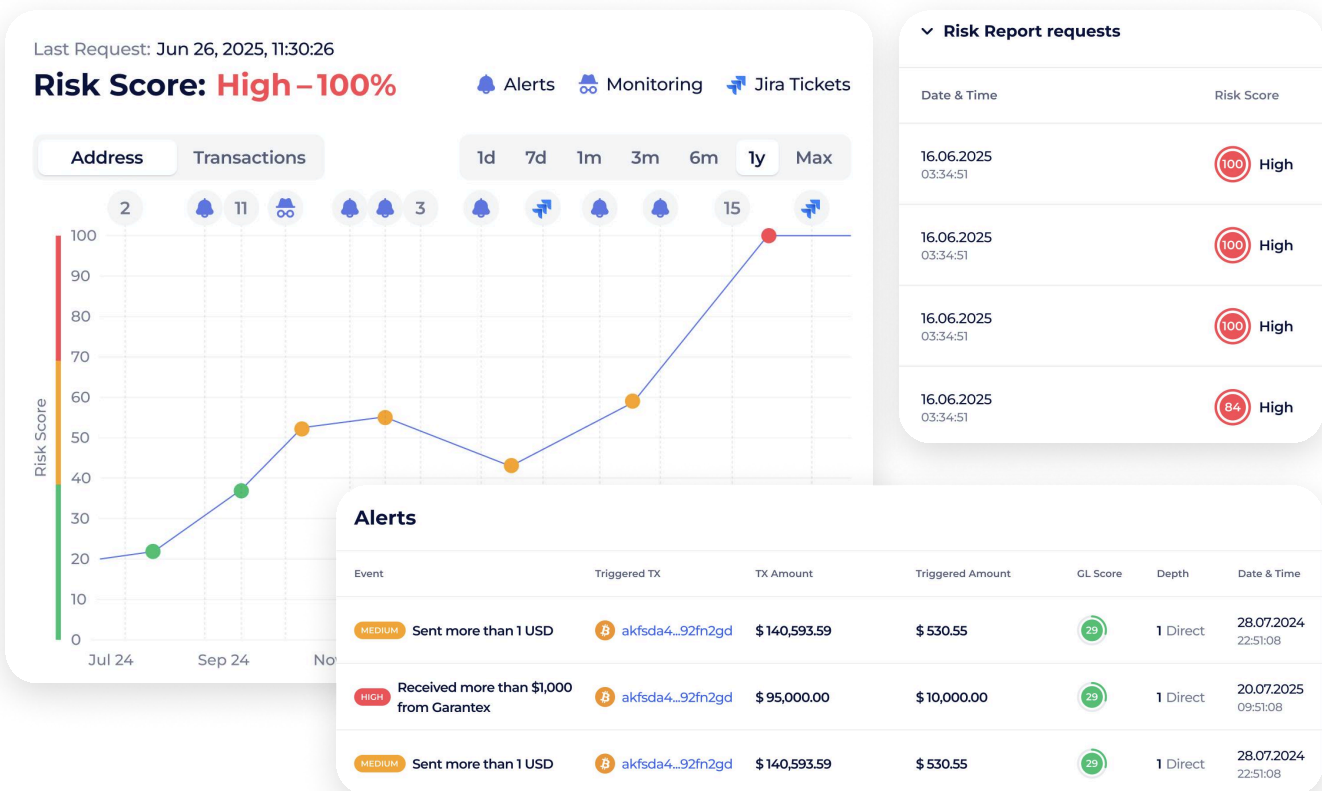 Last Request: Jun 26, 2025, 11:30:26
Risk Score: High – 100%
Alerts Monitoring Jira Tickets
Address Transactions
1d 7d 1m 3m 6m 1y Max
2 11 3 15
100
90
80
70
60
50
40
30
20
10
0
Risk Score
Jul 24 Sep 24
Risk Report requests
Date & Time Risk Score
16.06.2025
03:34:51
100 High
16.06.2025
03:34:51
100 High
16.06.2025
03:34:51
100 High
16.06.2025
03:34:51
84 High
Alerts
Event Triggered TX TX Amount Triggered Amount GL Score Depth Date & Time
MEDIUM Sent more than 1 USD akfsda4...92fn2gd $ 140,593.59 $ 530.55 29 1 Direct 28.07.2024
22:51:08
HIGH Received more than $1,000
from Garantex akfsda4...92fn2gd $ 95,000.00 $ 10,000.00 29 1 Direct 20.07.2025
09:51:08
MEDIUM Sent more than 1 USD akfsda4...92fn2gd $ 140,593.59 $ 530.55 29 1 Direct 28.07.2024
22:51:08